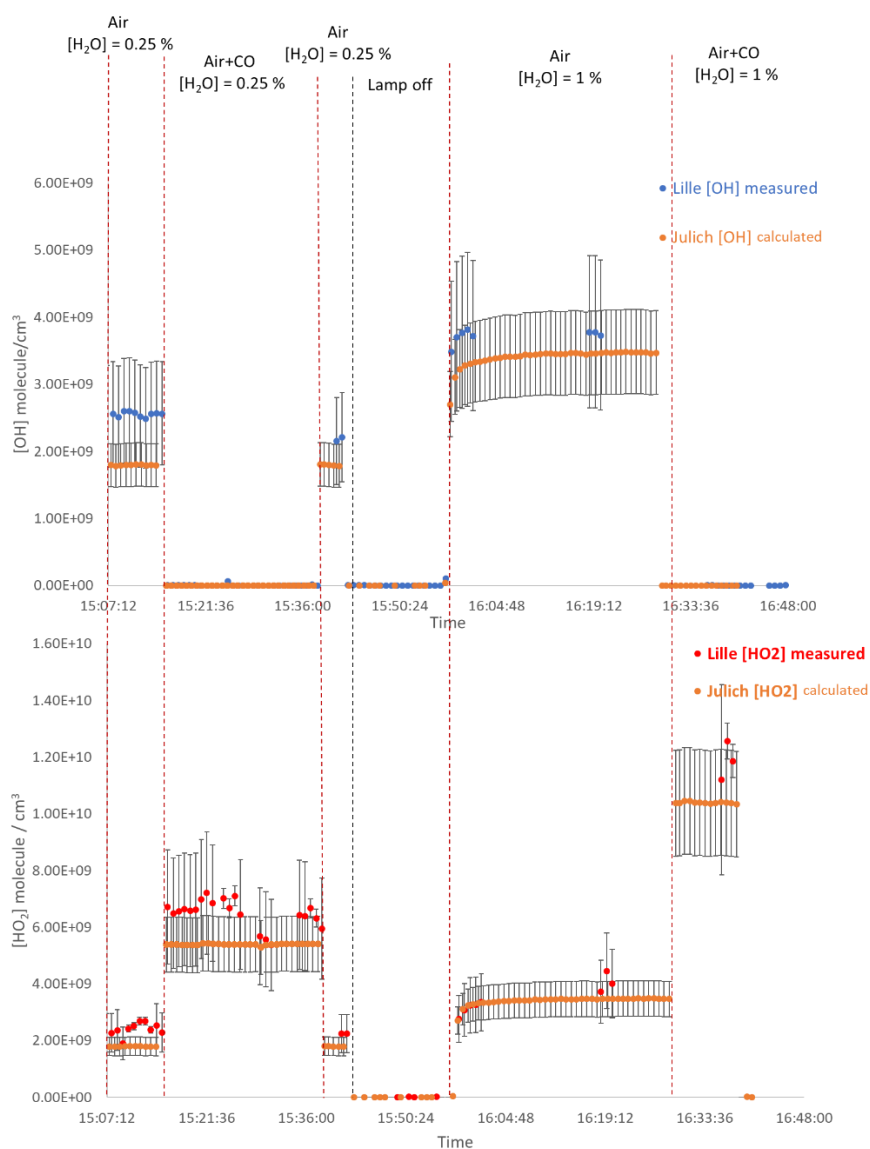 Air
[H₂O] = 0.25 %
Air+CO
[H₂O] = 0.25 %
Air
[H₂O] = 0.25 %
Lamp off
Air
[H₂O] = 1 %
Air+CO
[H₂O] = 1 %
6.00E+09
5.00E+09
4.00E+09
3.00E+09
2.00E+09
1.00E+09
0.00E+00
[OH] molecule/cm³
Lille [OH] measured
Julich [OH] calculated
15:07:12
15:21:36
15:36:00
15:50:24
16:04:48
16:19:12
16:33:36
16:48:00
Time
1.60E+10
1.40E+10
1.20E+10
1.00E+10
8.00E+09
6.00E+09
4.00E+09
2.00E+09
0.00E+00
[HO₂] molecule / cm³
Lille [HO2] measured
Julich [HO2] calculated
15:07:12
15:21:36
15:36:00
15:50:24
16:04:48
16:19:12
16:33:36
16:48:00
Time